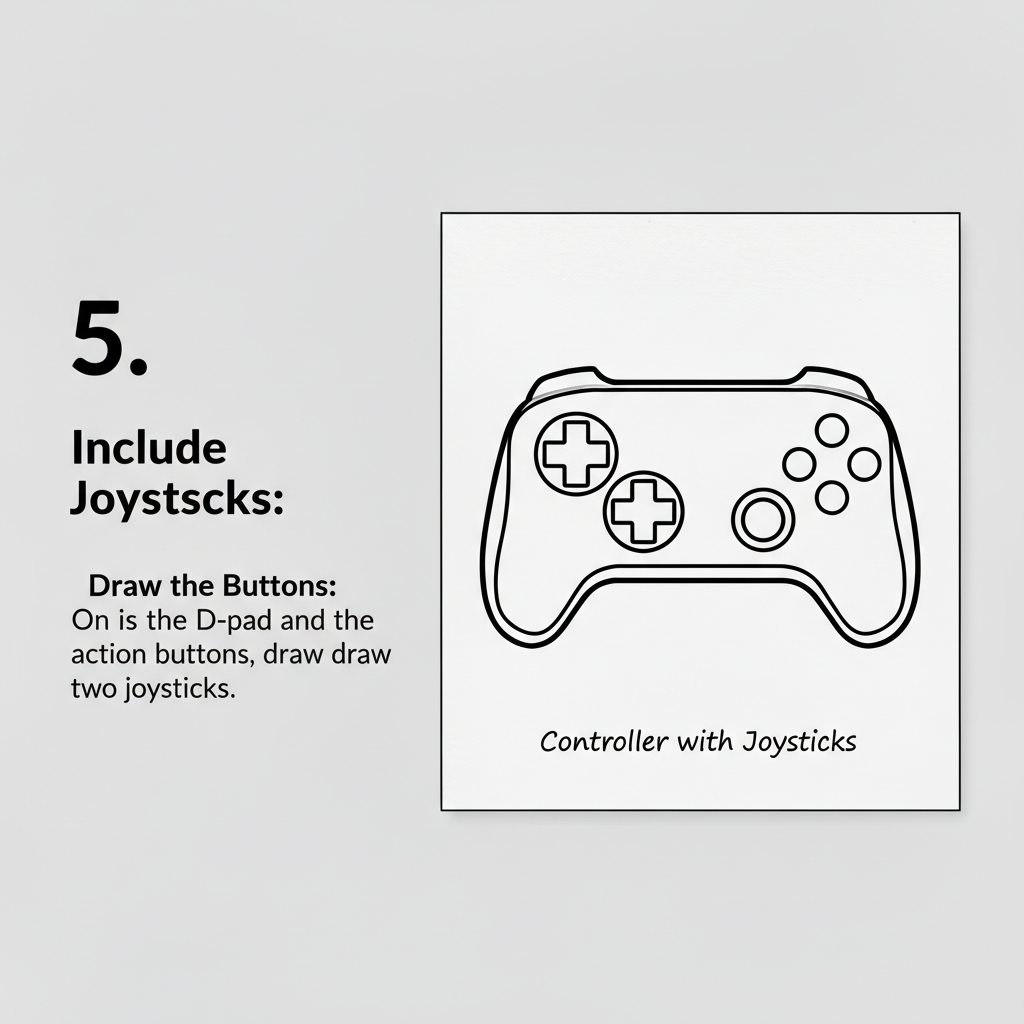 5.
Include
Joystscks:
Draw the Buttons:
On is the D-pad and the
action buttons, draw draw
two joysticks.
Controller with Joysticks